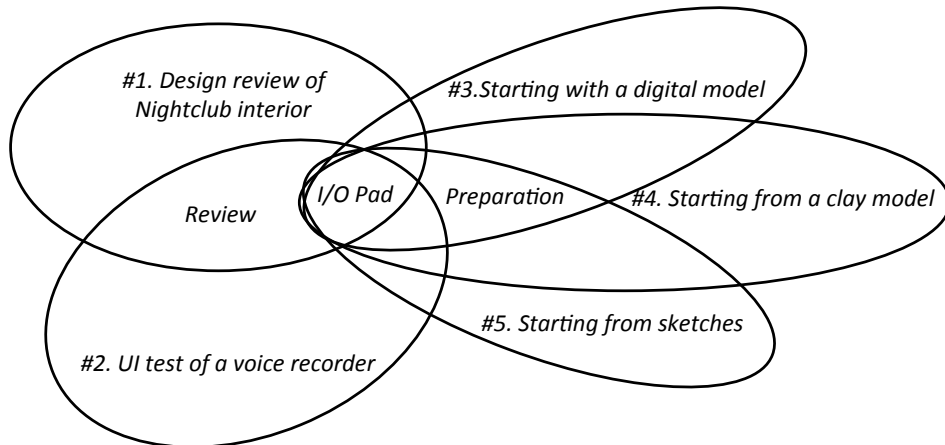 #1. Design review of
Nightclub interior
#3.Starting with a digital model
I/O Pad
Preparation
#4. Starting from a clay model
Review
#5. Starting from sketches
#2. UI test of a voice recorder